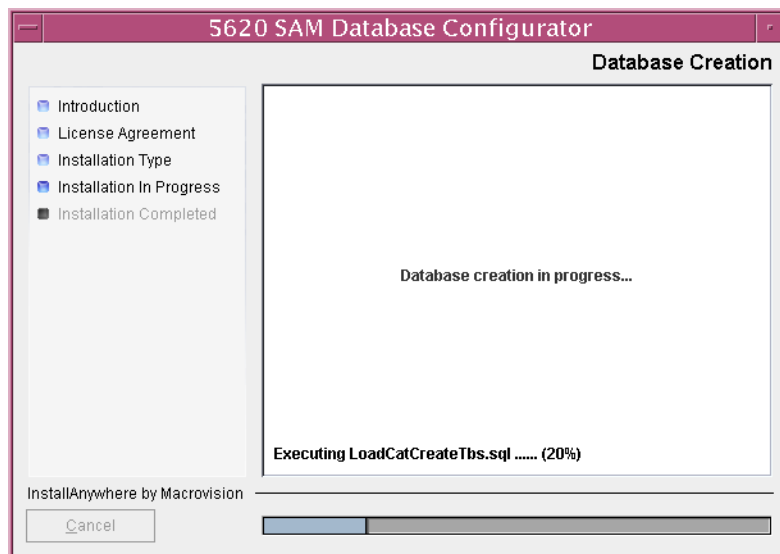 5620 SAM Database Configurator
Database Creation
Introduction
License Agreement
Installation Type
Installation In Progress
Installation Completed
Database creation in progress...
Executing LoadCatCreateTbs.sql ...... (20%)
InstallAnywhere by Macrovision
Cancel